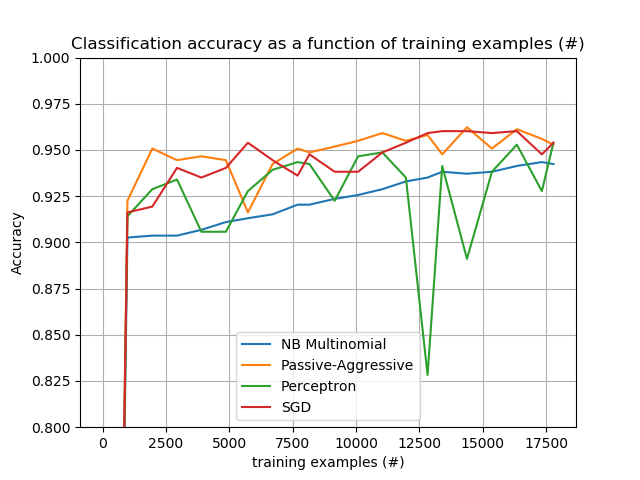 Classification accuracy as a function of training examples (#)
1.000
0.975
0.950
0.925
0.900
0.875
0.850
0.825
0.800
Accuracy
NB Multinomial
Passive-Aggressive
Perceptron
SGD
0 2500 5000 7500 10000 12500 15000 17500
training examples (#)